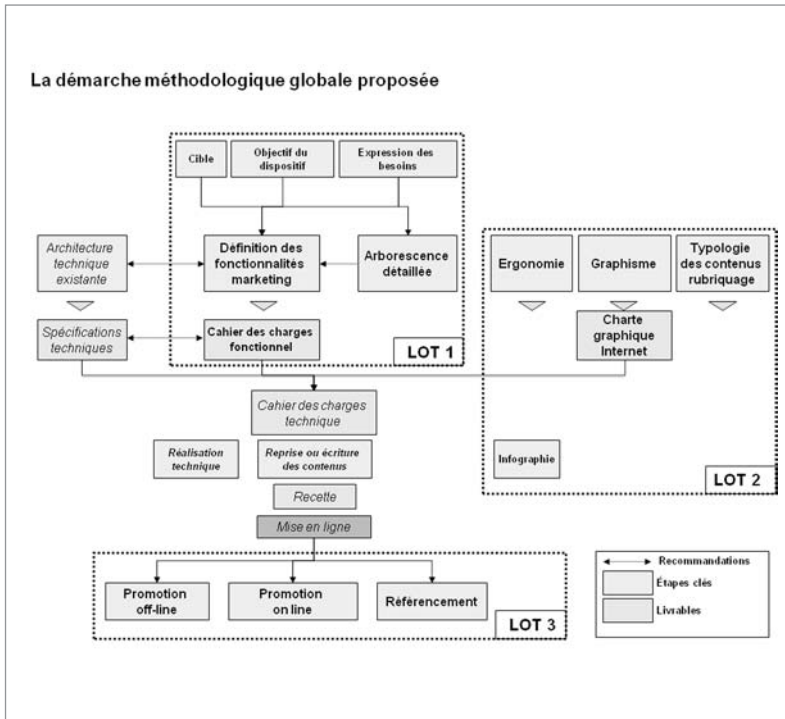 La démarche méthodologique globale proposée
Cible
Objectif du
dispositif
Expression des
besoins
Architecture
technique
existante
Définition des
fonctionnalités
marketing
Arborescence
détaillée
Ergonomie
Graphisme
Typologie
des contenus
rubriquage
Spécifications
techniques
Cahier des charges
fonctionnel
LOT 1
Charte
graphique
Internet
Cahier des charges
technique
Réalisation
technique
Reprise ou écriture
des contenus
Infographie
LOT 2
Recette
Mise en ligne
Promotion
off-line
Promotion
on line
Référencement
LOT 3
Recommandations
Étapes clés
Livrables